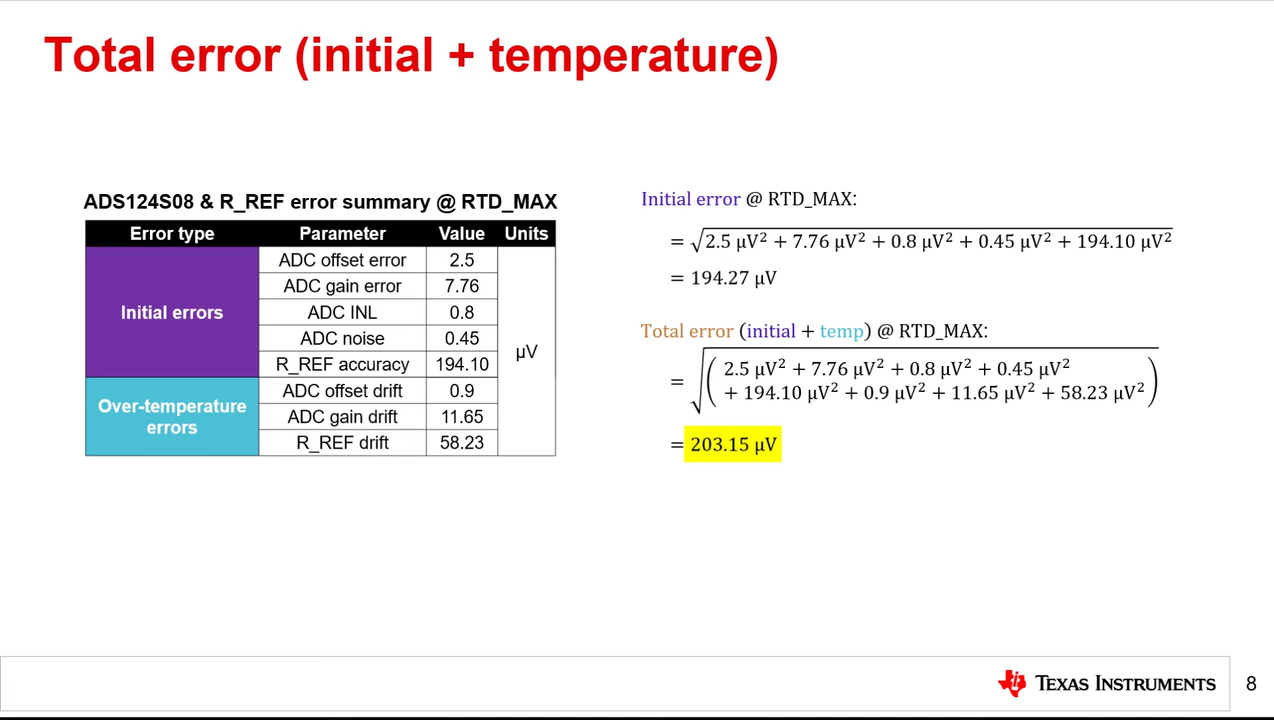 Total error (initial + temperature)
ADS124S08 & R_REF error summary @ RTD_MAX
Error type Parameter Value Units
Initial errors
ADC offset error 2.5
ADC gain error 7.76
ADC INL 0.8
ADC noise 0.45
R_REF accuracy 194.10
µV
Over-temperature
errors
ADC offset drift 0.9
ADC gain drift 11.65
R_REF drift 58.23
Initial error @ RTD_MAX:
= √2.5 µV² + 7.76 µV² + 0.8 µV² + 0.45 µV² + 194.10 µV²
= 194.27 µV
Total error (initial + temp) @ RTD_MAX:
= √( 2.5 µV² + 7.76 µV² + 0.8 µV² + 0.45 µV²
+ 194.10 µV² + 0.9 µV² + 11.65 µV² + 58.23 µV² )
= 203.15 µV
TEXAS INSTRUMENTS
8